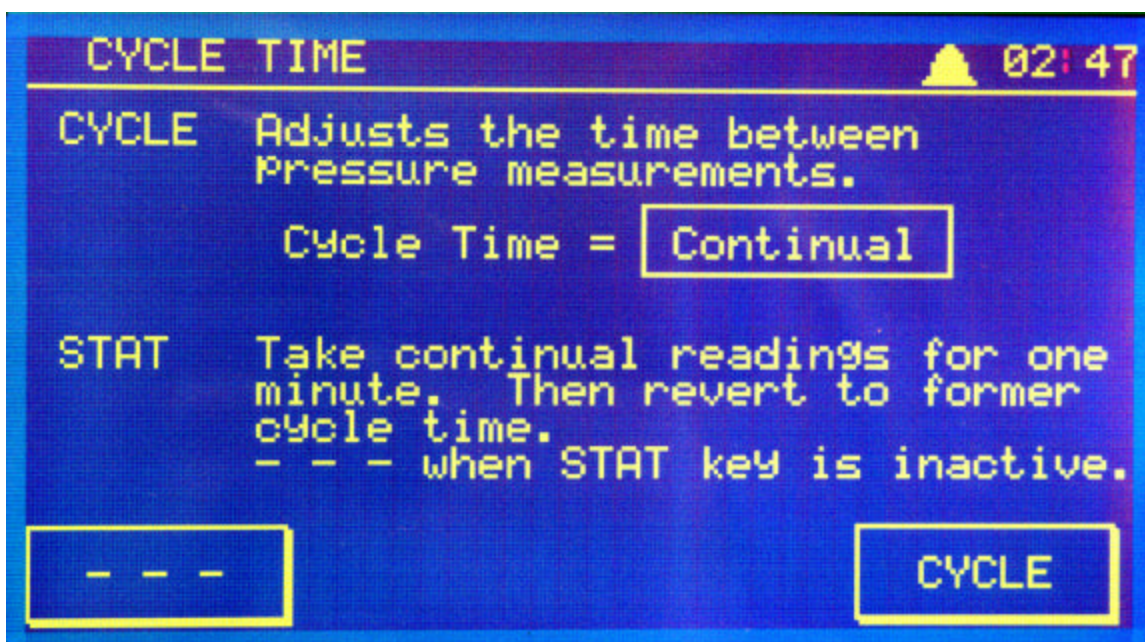 CYCLE TIME 02:47
CYCLE Adjusts the time between
pressure measurements.
Cycle Time = Continual
STAT Take continual readings for one
minute. Then revert to former
cycle time.
- - - when STAT key is inactive.
- - - CYCLE